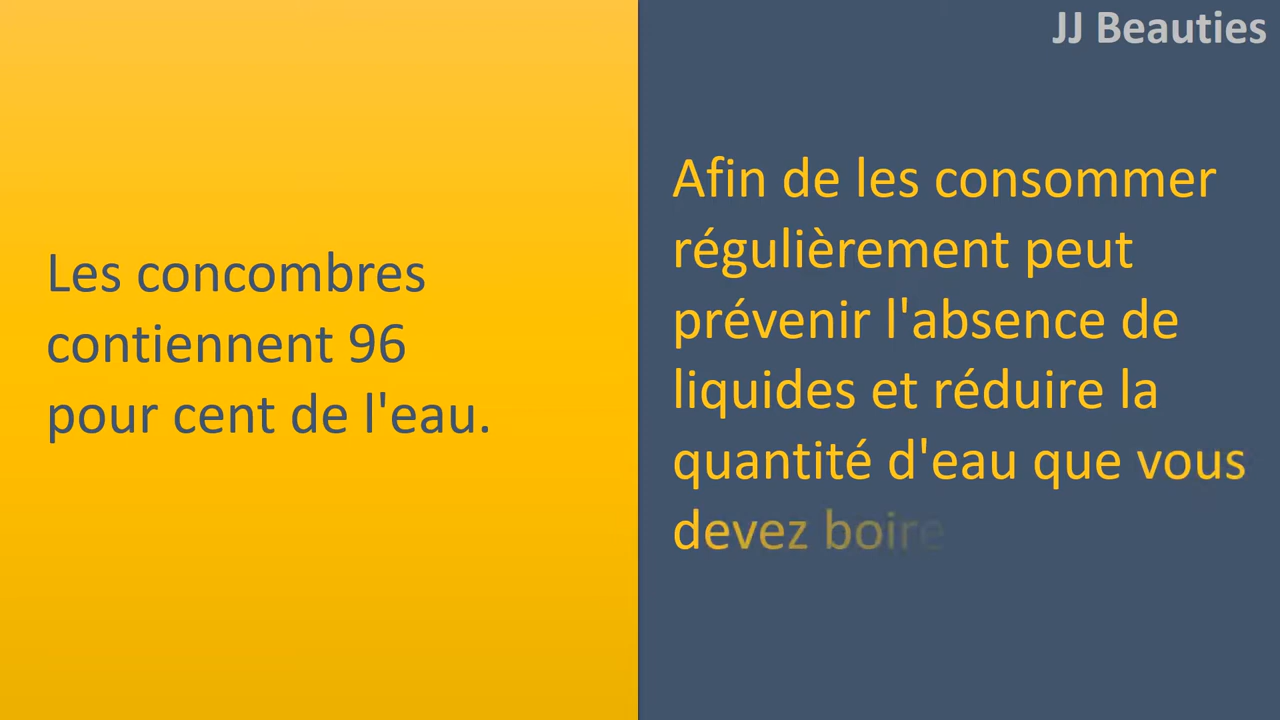 JJ Beauties
Les concombres
contiennent 96
pour cent de l'eau.
Afin de les consommer
régulièrement peut
prévenir l'absence de
liquides et réduire la
quantité d'eau que vous
devez boire